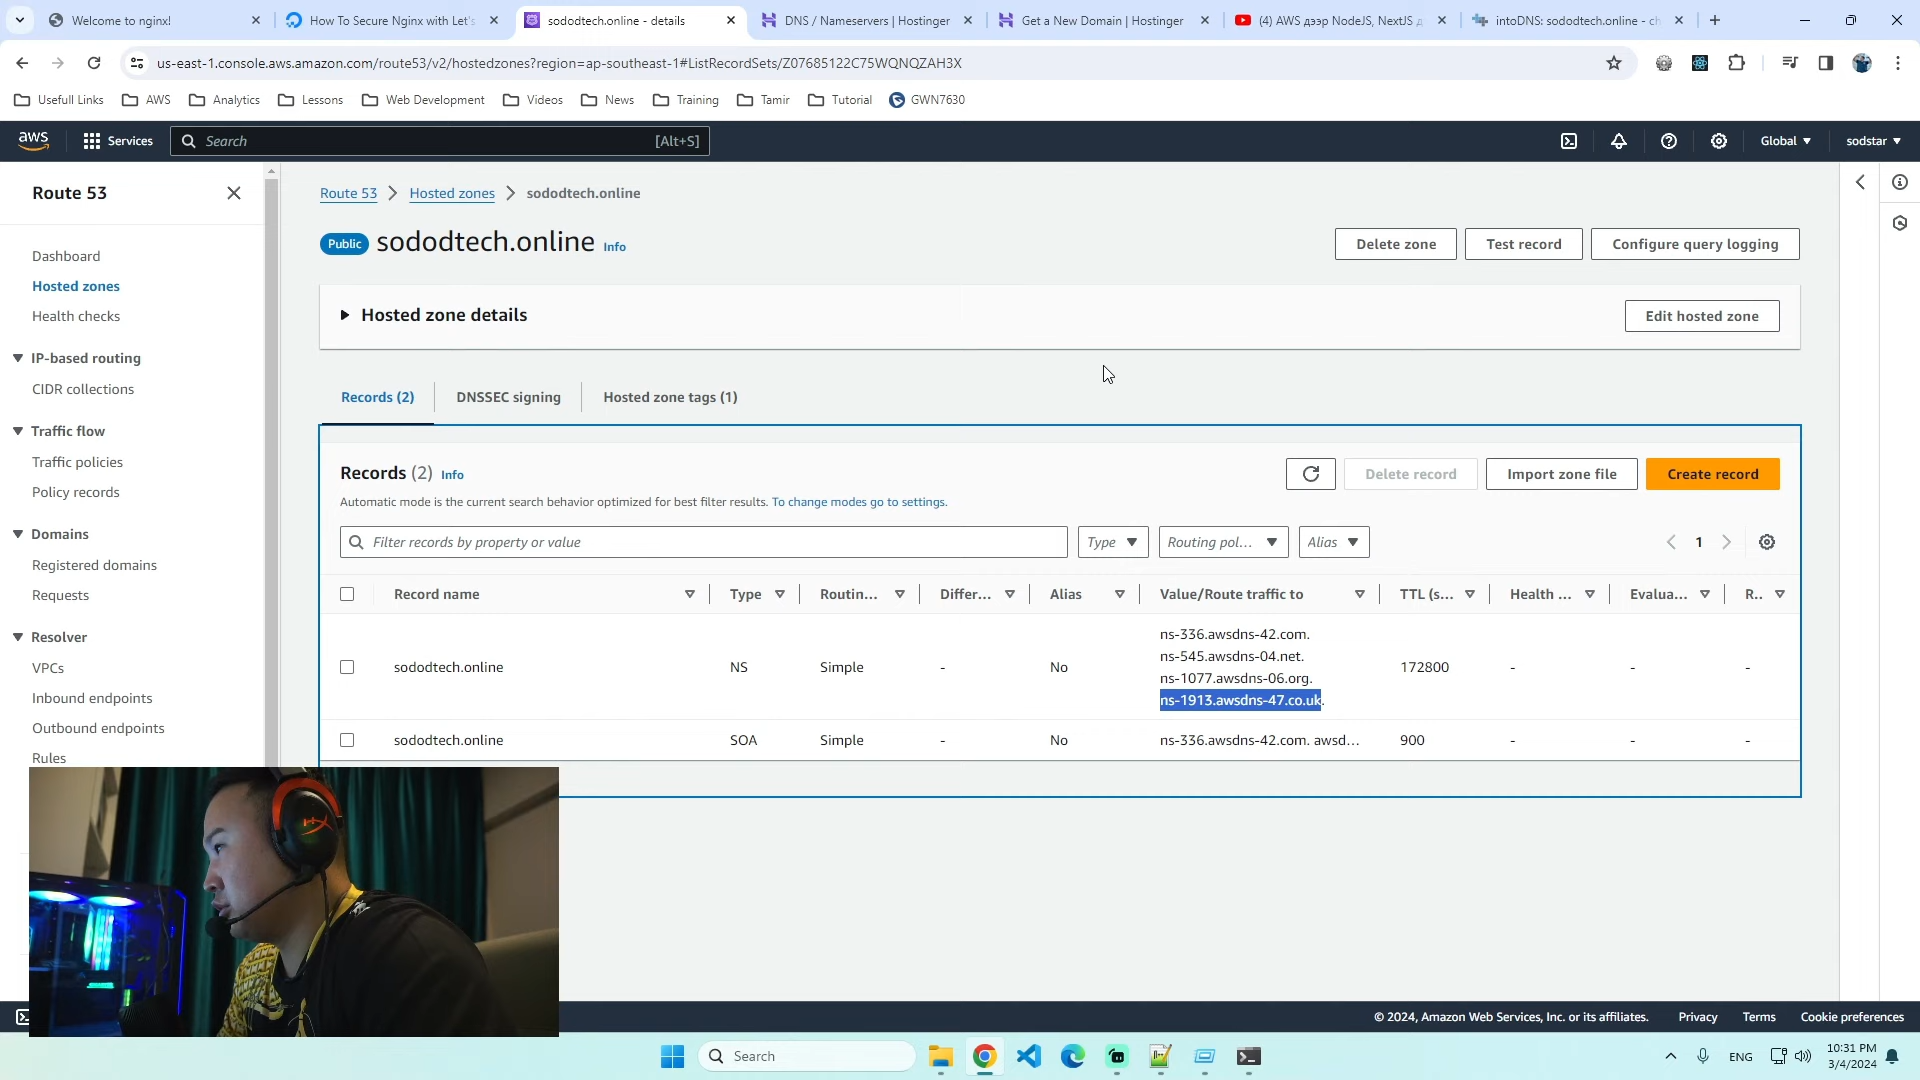 Welcome to nginx!
How To Secure Nginx with Let's
sododtech.online - details
DNS / Nameservers | Hostinger
Get a New Domain | Hostinger
(4) AWS дээр NodeJS, NextJS д
intoDNS: sododtech.online - ch
us-east-1.console.aws.amazon.com/route53/v2/hostedzones?region=ap-southeast-1#ListRecordSets/Z07685122C75WQNQZAH3X
Usefull Links
AWS
Analytics
Lessons
Web Development
Videos
News
Training
Tamir
Tutorial
GWN7630
aws
Services
Search
[Alt+S]
Global
sodstar
Route 53
Dashboard
Hosted zones
Health checks
IP-based routing
CIDR collections
Traffic flow
Traffic policies
Policy records
Domains
Registered domains
Requests
Resolver
VPCs
Inbound endpoints
Outbound endpoints
Rules
Route 53
Hosted zones
sododtech.online
Public
sododtech.online
Info
Delete zone
Test record
Configure query logging
Hosted zone details
Edit hosted zone
Records (2)
DNSSEC signing
Hosted zone tags (1)
Records (2)
Info
Delete record
Import zone file
Create record
Automatic mode is the current search behavior optimized for best filter results. To change modes go to settings.
Filter records by property or value
Type
Routing pol...
Alias
1
Record name
Type
Routin...
Differ...
Alias
Value/Route traffic to
TTL (s...
Health ...
Evalua...
R..
sododtech.online
NS
Simple
-
No
ns-336.awsdns-42.com.
ns-545.awsdns-04.net.
ns-1077.awsdns-06.org.
ns-1913.awsdns-47.co.uk.
172800
-
-
-
sododtech.online
SOA
Simple
-
No
ns-336.awsdns-42.com. awsd...
900
-
-
-
© 2024, Amazon Web Services, Inc. or its affiliates.
Privacy
Terms
Cookie preferences
Search
ENG
10:31 PM
3/4/2024